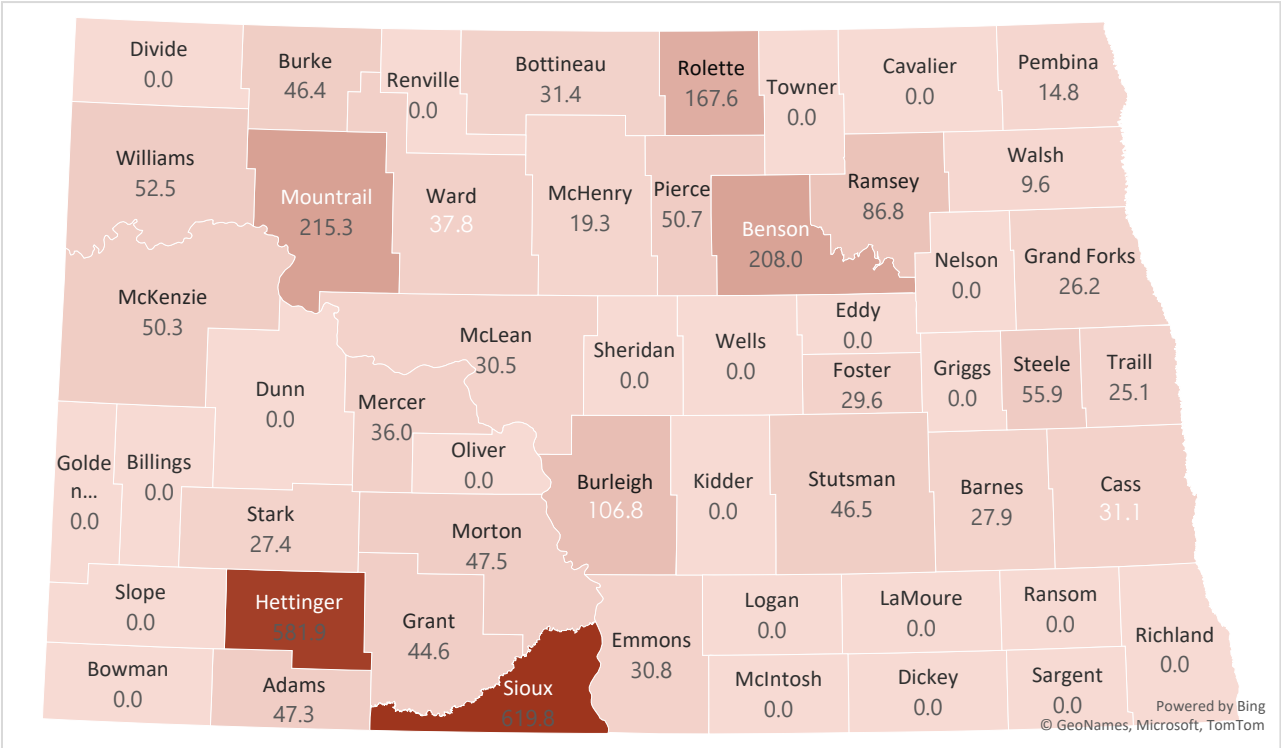 Divide
0.0
Burke
46.4
Renville
0.0
Bottineau
31.4
Rolette
167.6
Towner
0.0
Cavalier
0.0
Pembina
14.8
Williams
52.5
Mountrail
215.3
Ward
37.8
McHenry
19.3
Pierce
50.7
Benson
208.0
Ramsey
86.8
Walsh
9.6
Nelson
0.0
Grand Forks
26.2
McKenzie
50.3
McLean
30.5
Sheridan
0.0
Wells
0.0
Eddy
0.0
Foster
29.6
Griggs
0.0
Steele
55.9
Traill
25.1
Dunn
0.0
Mercer
36.0
Oliver
0.0
Golde
n...
0.0
Billings
0.0
Stark
27.4
Morton
47.5
Burleigh
106.8
Kidder
0.0
Stutsman
46.5
Barnes
27.9
Cass
31.1
Slope
0.0
Hettinger
581.9
Grant
44.6
Emmons
30.8
Logan
0.0
LaMoure
0.0
Ransom
0.0
Richland
0.0
Bowman
0.0
Adams
47.3
Sioux
619.8
McIntosh
0.0
Dickey
0.0
Sargent
0.0
Powered by Bing
© GeoNames, Microsoft, TomTom